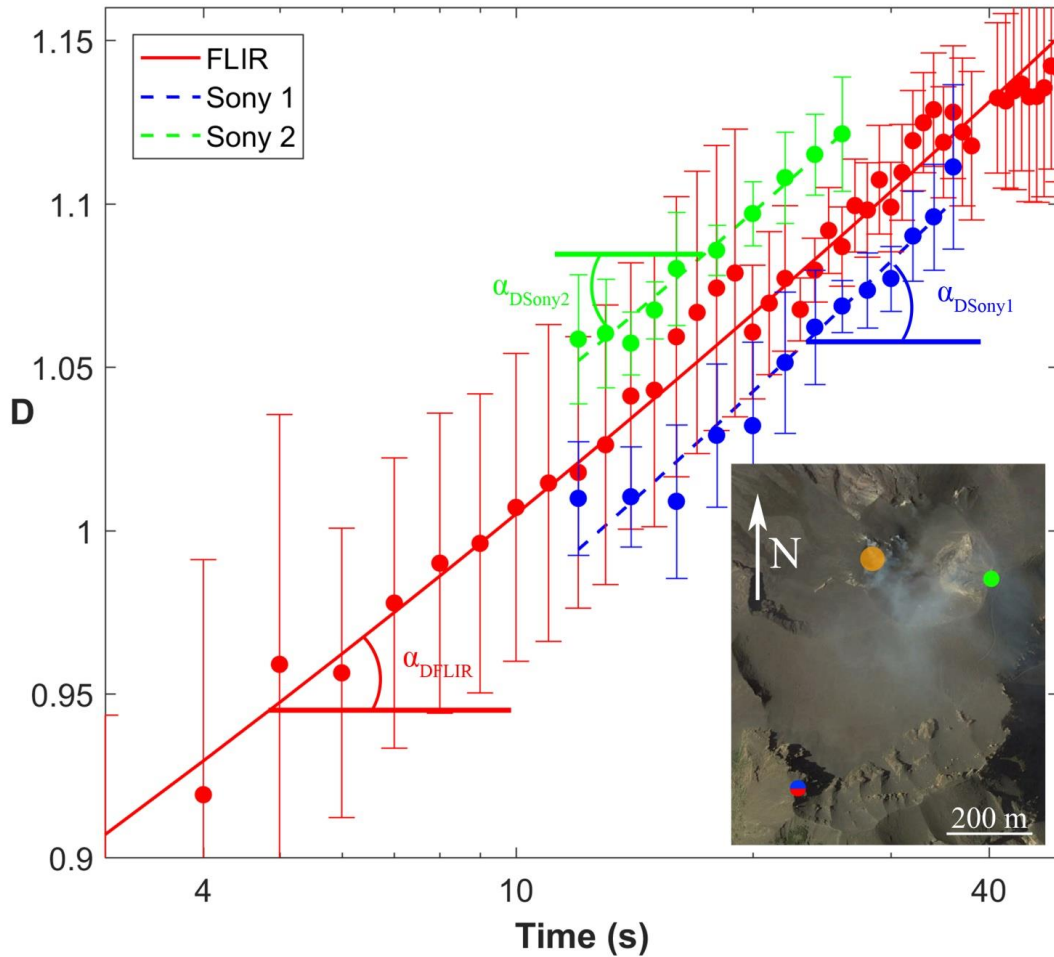 1.15
FLIR
Sony 1
Sony 2
1.1
αDSony2
αDSony1
1.05
D
1
N
αDFLIR
0.95
200 m
0.9
4
10
40
Time (s)